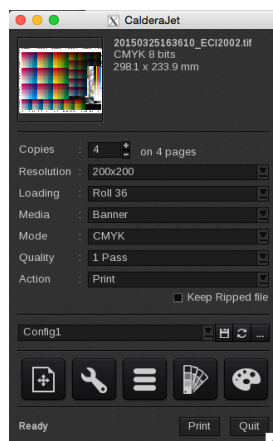 CalderaJet
20150325163610_ECI2002.tif
CMYK 8 bits
298.1 x 233.9 mm
Copies : 4 on 4 pages
Resolution : 200x200
Loading : Roll 36
Media : Banner
Mode : CMYK
Quality : 1 Pass
Action : Print
Keep Ripped file
Config1 ...
Ready Print Quit